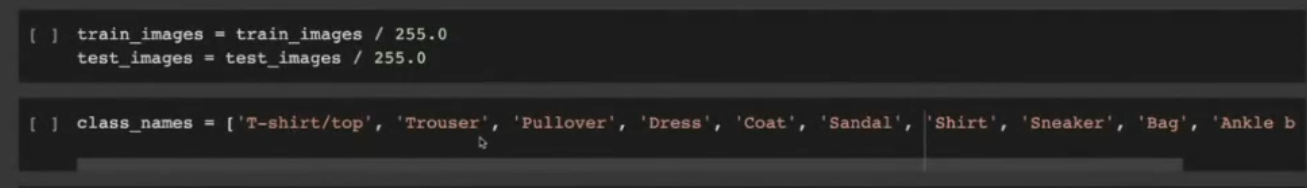 [ ] train_images = train_images / 255.0
test_images = test_images / 255.0
[ ] class_names = ['T-shirt/top', 'Trouser', 'Pullover', 'Dress', 'Coat', 'Sandal', 'Shirt', 'Sneaker', 'Bag', 'Ankle b